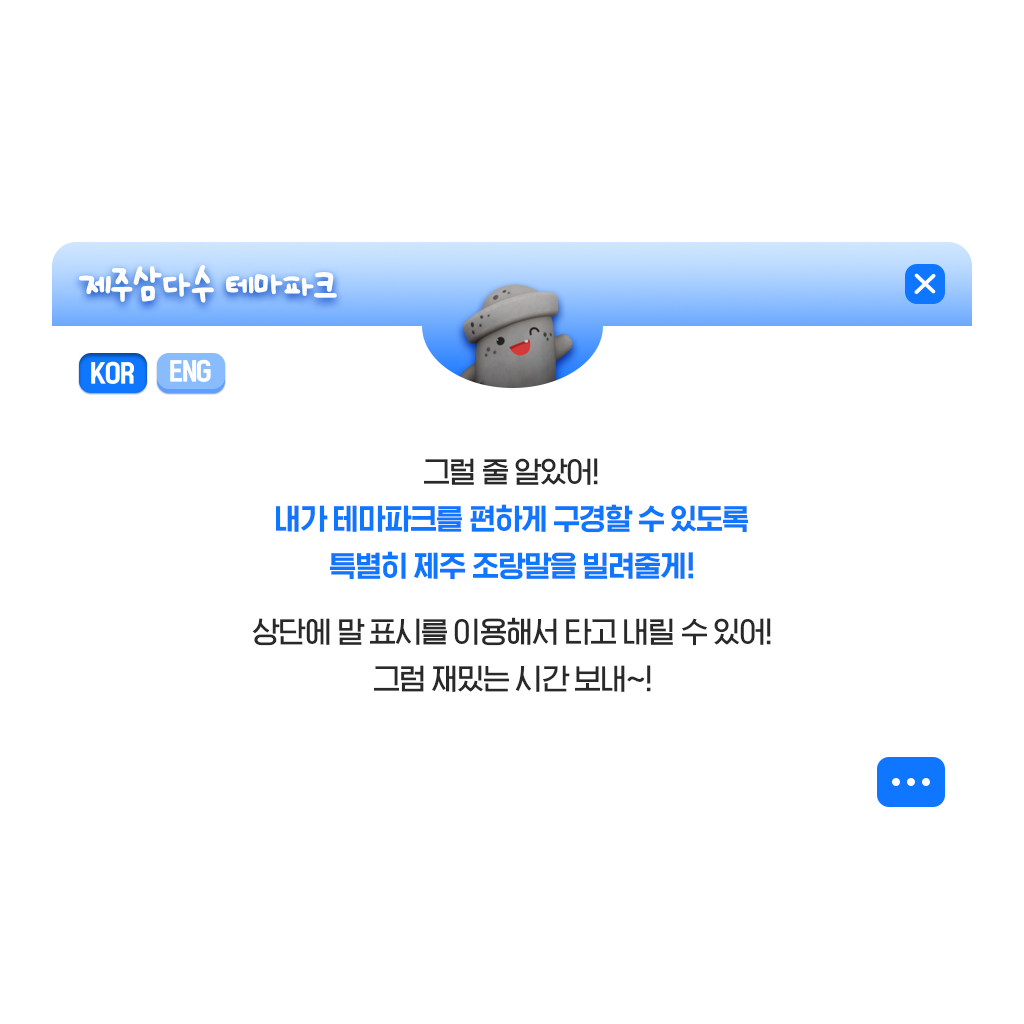 제주삼다수 테마파크
KOR ENG
그럴 줄 알았어!
내가 테마파크를 편하게 구경할 수 있도록
특별히 제주 조랑말을 빌려줄게!
상단에 말 표시를 이용해서 타고 내릴 수 있어!
그럼 재밌는 시간 보내~!